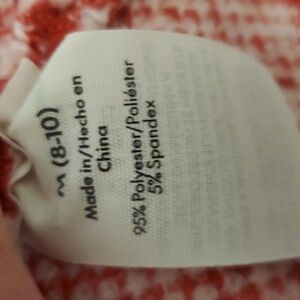 M (8-10)
Made in/Hecho en
China
95% Polyester/Poliéster
5% Spandex